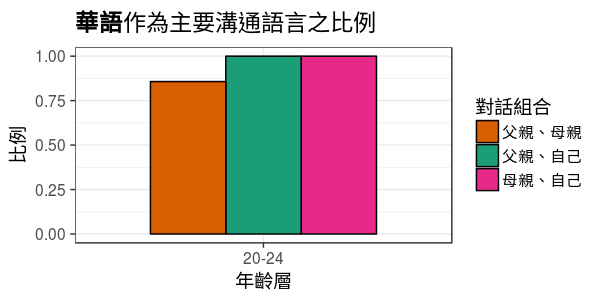 華語作為主要溝通語言之比例
比例
1.00
0.75
0.50
0.25
0.00
20-24
年齡層
對話組合
父親、母親
父親、自己
母親、自己